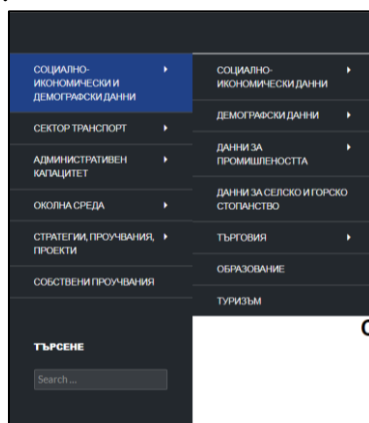 СОЦИАЛНО-
ИКОНОМИЧЕСКИ И
ДЕМОГРАФСКИ ДАННИ
СЕКТОР ТРАНСПОРТ
АДМИНИСТРАТИВЕН
КАПАЦИТЕТ
ОКОЛНА СРЕДА
СТРАТЕГИИ, ПРОУЧВАНИЯ,
ПРОЕКТИ
СОБСТВЕНИ ПРОУЧВАНИЯ
ТЪРСЕНЕ
Search ...
СОЦИАЛНО-
ИКОНОМИЧЕСКИ ДАННИ
ДЕМОГРАФСКИ ДАННИ
ДАННИ ЗА
ПРОМИШЛЕНОСТТА
ДАННИ ЗА СЕЛСКО И ГОРСКО
СТОПАНСТВО
ТЪРГОВИЯ
ОБРАЗОВАНИЕ
ТУРИЗЪМ